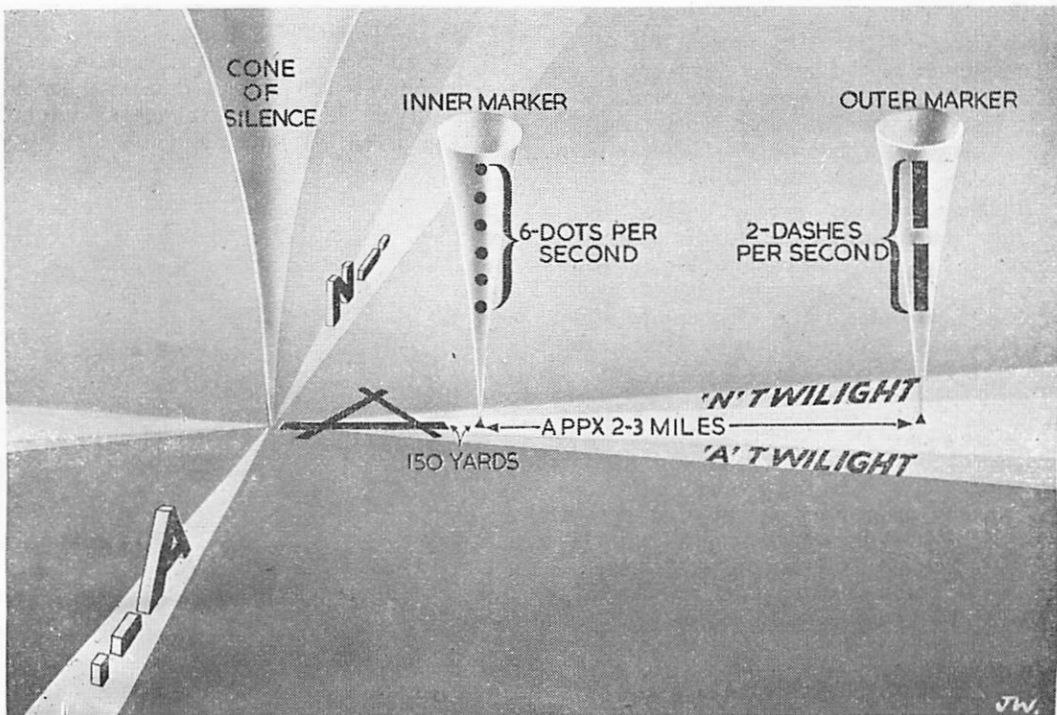 CONE
OF
SILENCE
INNER MARKER
OUTER MARKER
6-DOTS PER
SECOND
2-DASHES
PER SECOND
N
'N' TWILIGHT
APPX 2-3 MILES
150 YARDS
'A' TWILIGHT
A
JW.